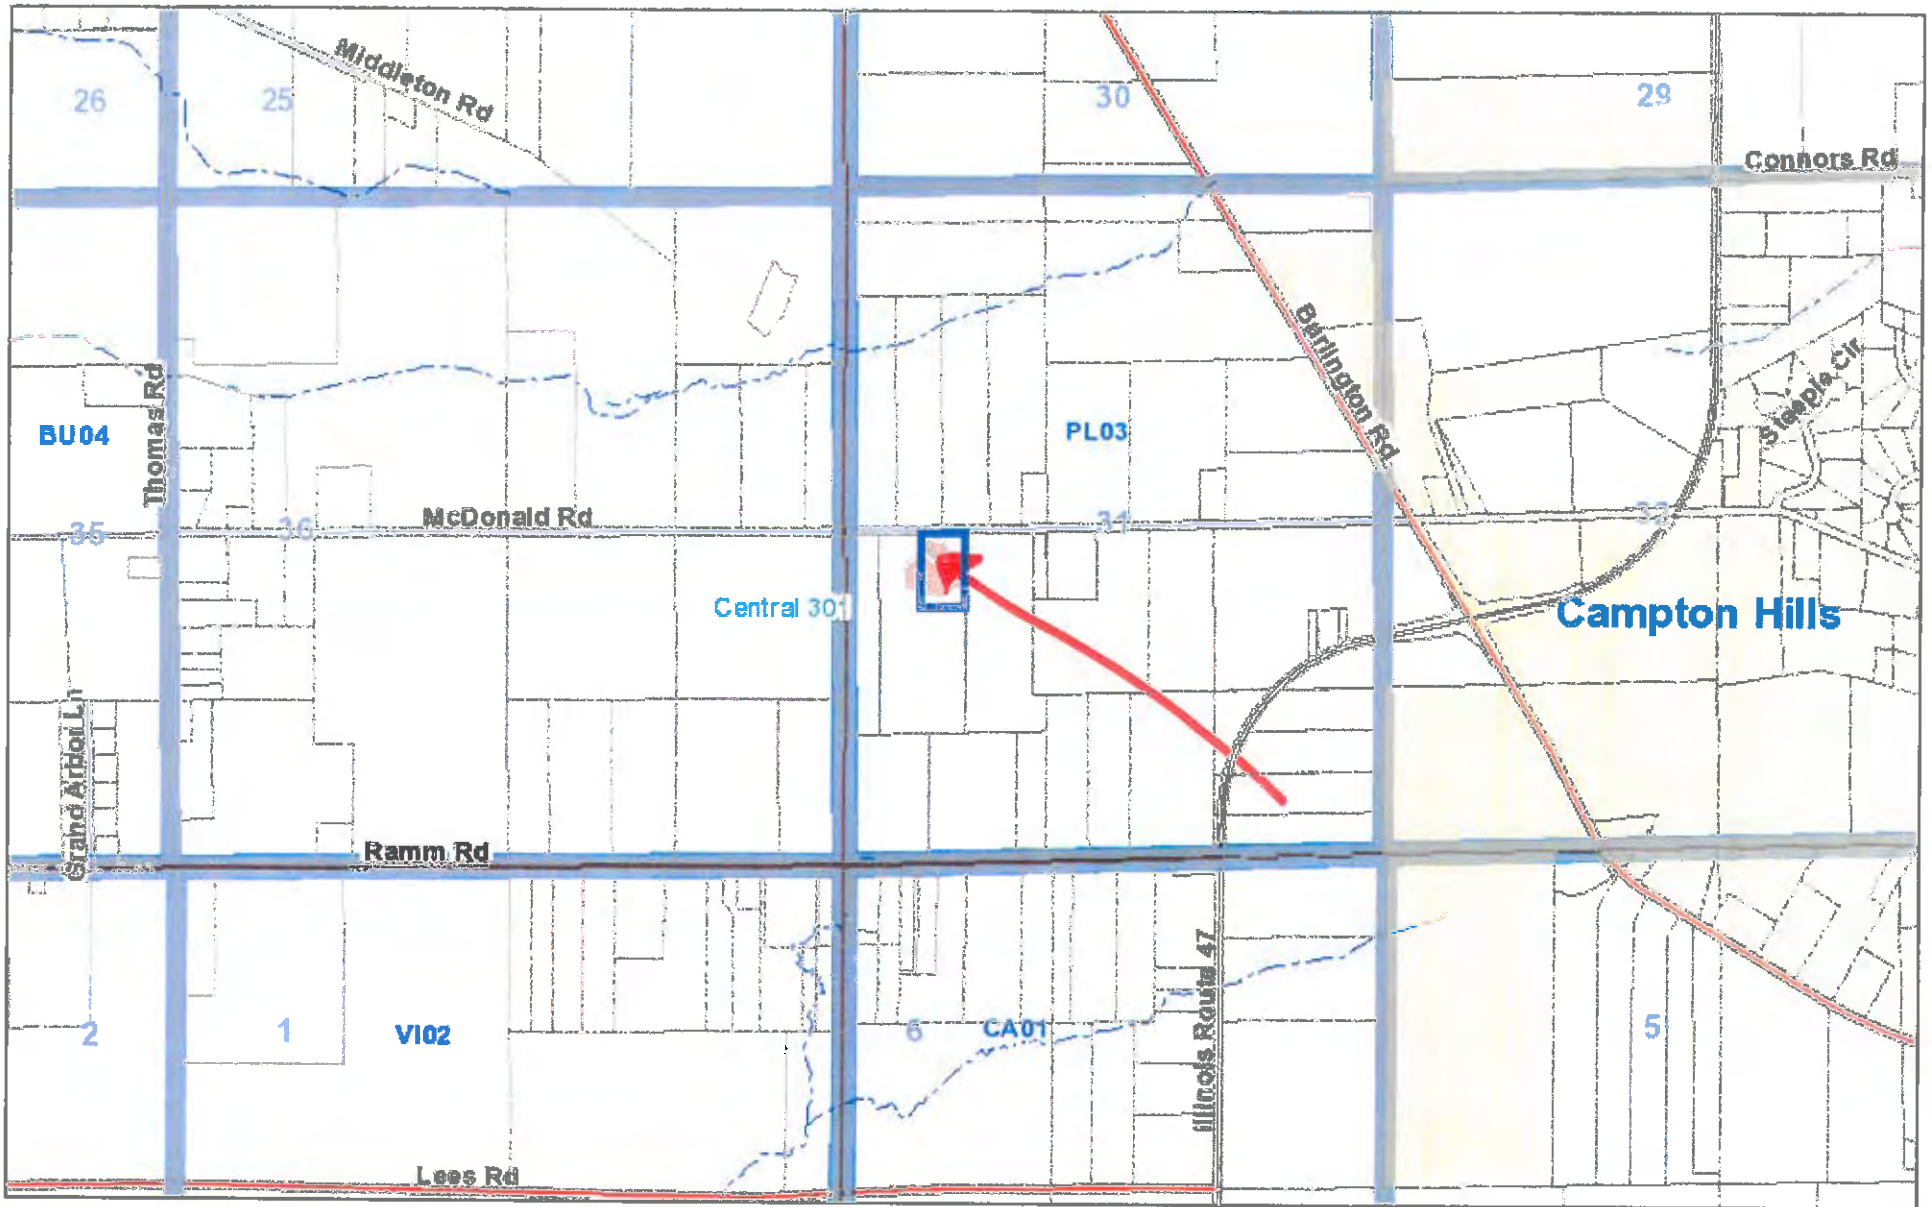 Middleton Rd
26
25
30
29
Connors Rd
Burlington Rd
Steeple Cir
BU04
Thomas Rd
PL03
35
36
McDonald Rd
31
32
Central 301
Campton Hills
Grand Arbor Ln
Ramm Rd
Illinois Route 47
2
1
VI02
6
CA01
5
Lees Rd